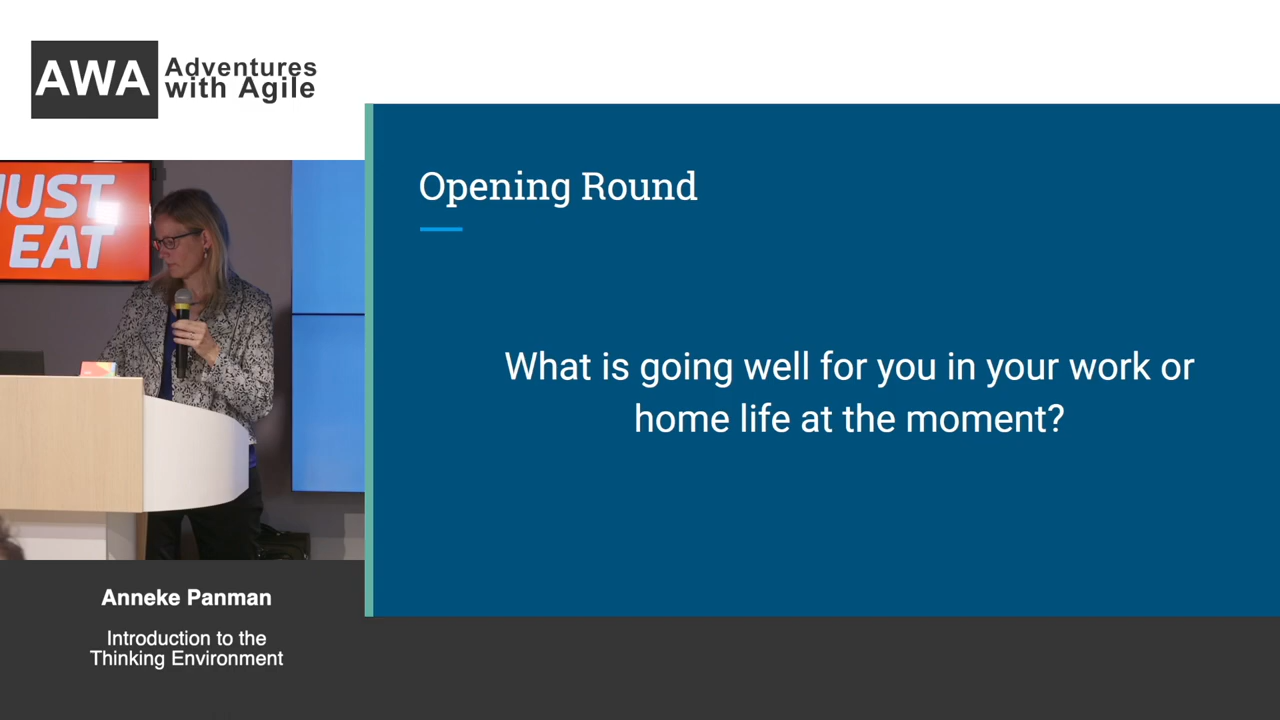 AWA
Adventures
with Agile
JUST
EAT
Opening Round
What is going well for you in your work or
home life at the moment?
Anneke Panman
Introduction to the
Thinking Environment